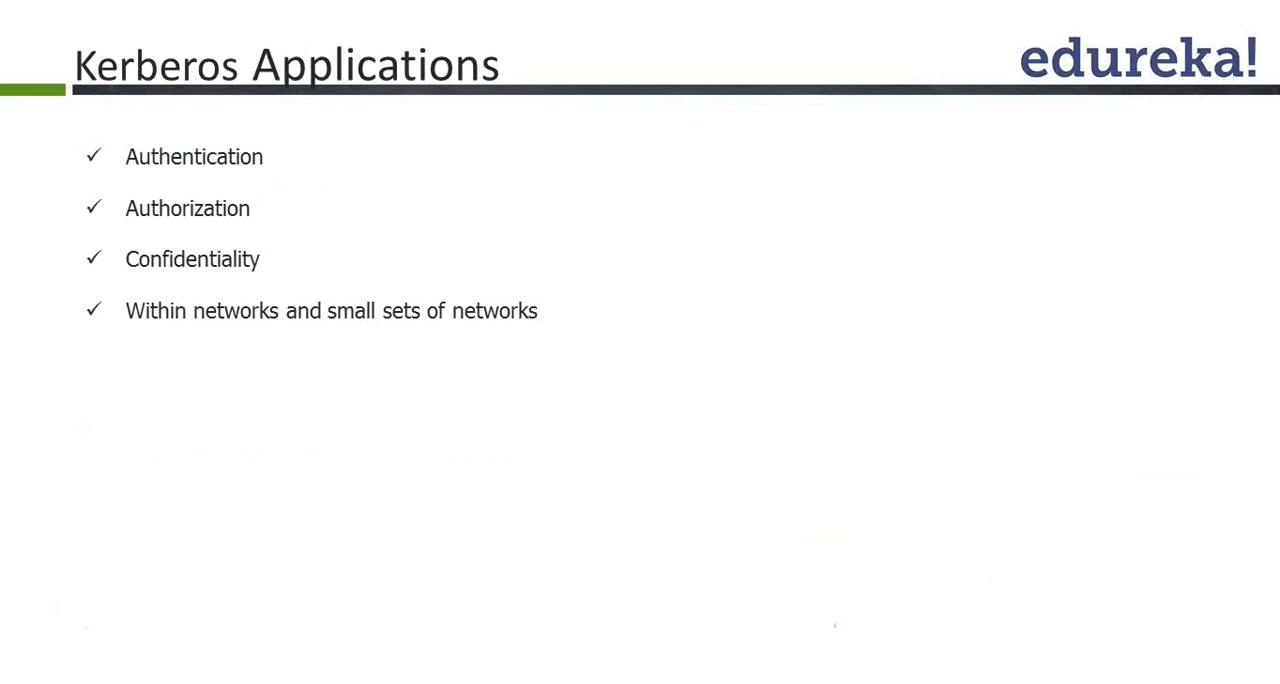 Kerberos Applications
edureka!
✓ Authentication
✓ Authorization
✓ Confidentiality
✓ Within networks and small sets of networks